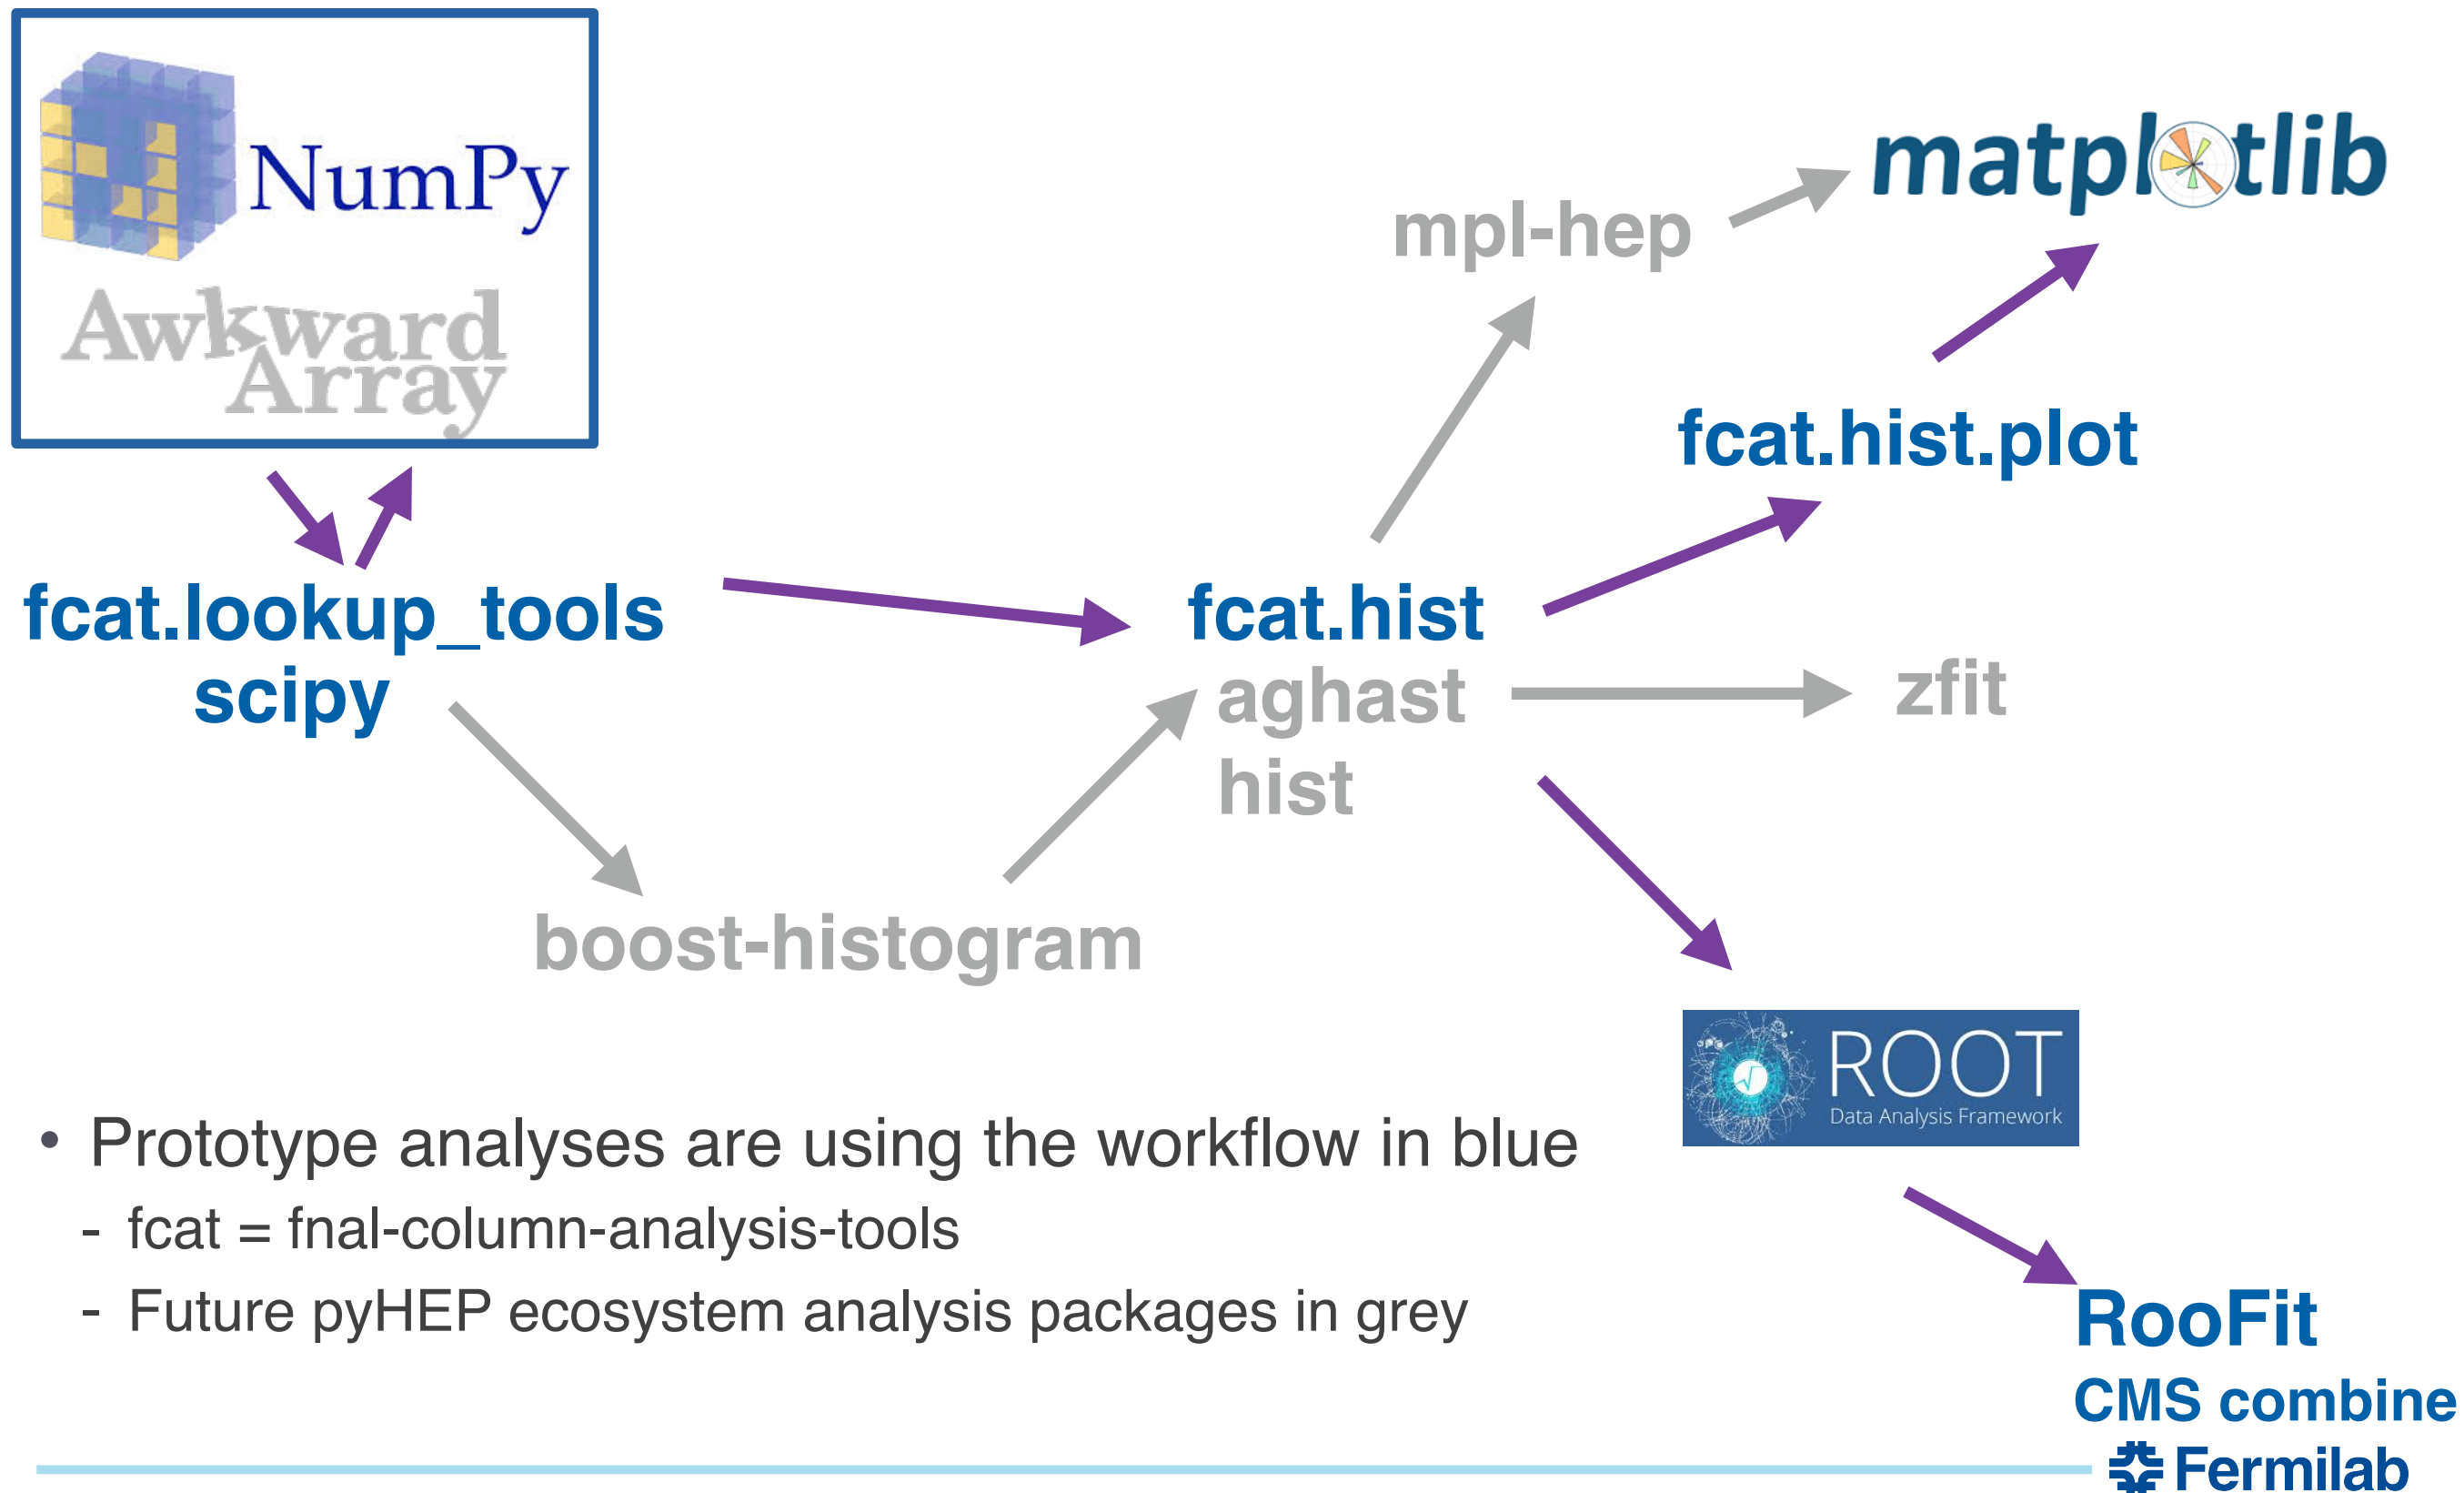 NumPy
Awkward
Array
matplotlib
mpl-hep
fcat.hist.plot
fcat.lookup_tools
scipy
fcat.hist
aghast
hist
zfit
boost-histogram
ROOT
Data Analysis Framework
• Prototype analyses are using the workflow in blue
- fcat = fnal-column-analysis-tools
- Future pyHEP ecosystem analysis packages in grey
RooFit
CMS combine
Fermilab